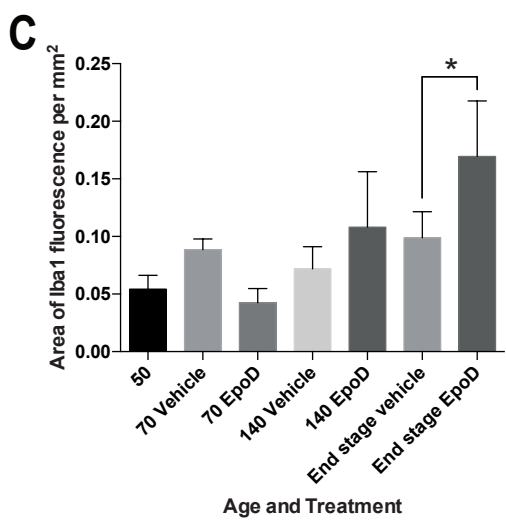 C
Area of Iba1 fluorescence per mm²
0.25
0.20
0.15
0.10
0.05
0.00
*
50
70 Vehicle
70 EpoD
140 Vehicle
140 EpoD
End stage vehicle
End stage EpoD
Age and Treatment